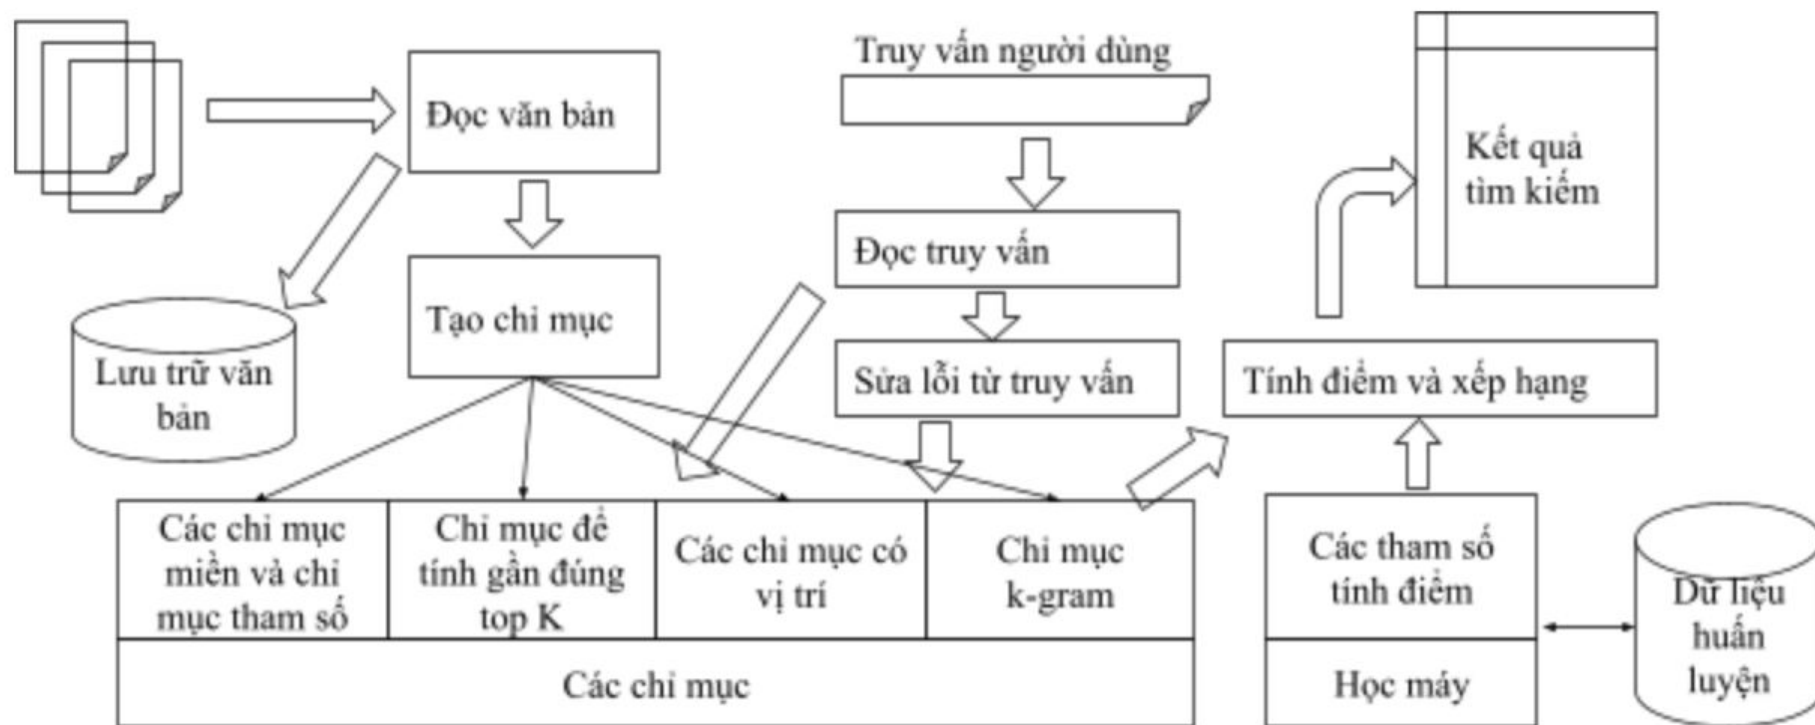 Truy vấn người dùng
Đọc văn bản
Kết quả
tìm kiếm
Đọc truy vấn
Tạo chỉ mục
Lưu trữ văn
bản
Sửa lỗi từ truy vấn
Tính điểm và xếp hạng
Các chỉ mục
miền và chỉ
mục tham số
Chỉ mục để
tính gần đúng
top K
Các chỉ mục có
vị trí
Chỉ mục
k-gram
Các tham số
tính điểm
Dữ liệu
huấn
luyện
Các chỉ mục
Học máy